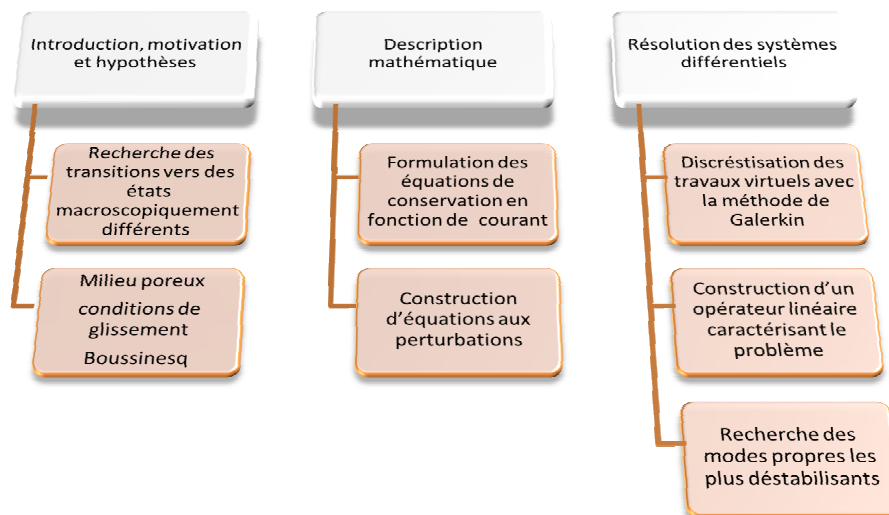 Introduction, motivation
et hypothèses
Recherche des
transitions vers des
états
macroscopiquement
différents
Milieu poreux
conditions de
glissement
Boussinesq
Description
mathématique
Formulation des
équations de
conservation en
fonction de courant
Construction
d'équations aux
perturbations
Résolution des systèmes
différentiels
Discréstisation des
travaux virtuels avec
la méthode de
Galerkin
Construction d'un
opérateur linéaire
caractérisant le
problème
Recherche des
modes propres les
plus déstabilisants